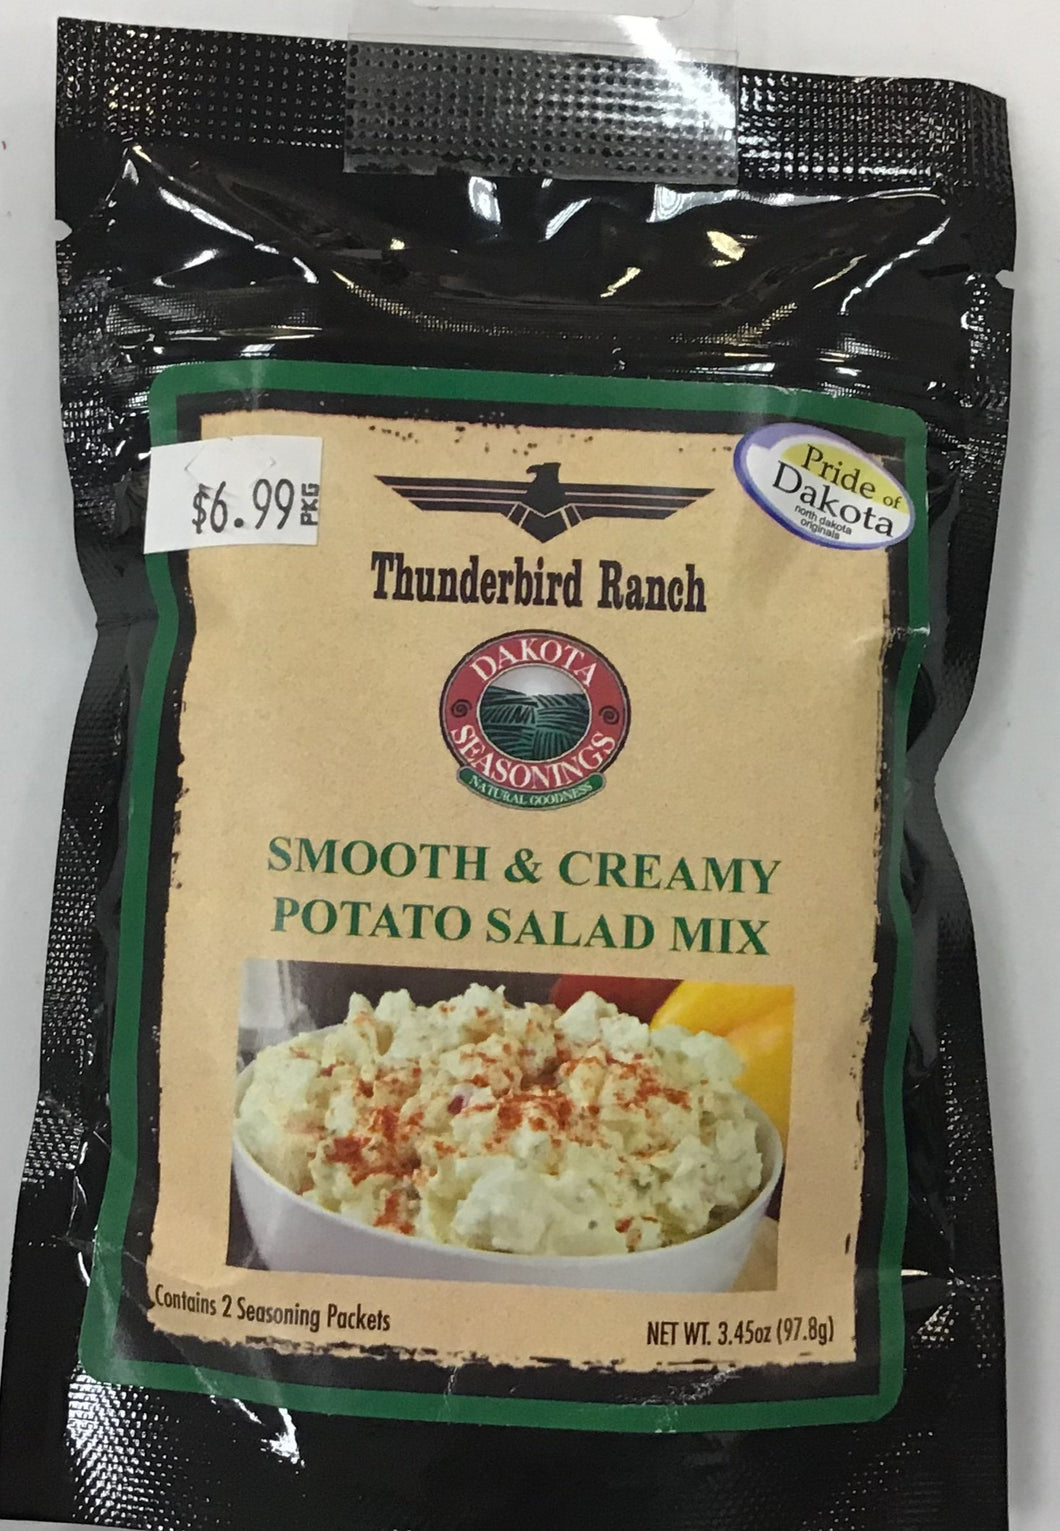 $6.99 PKG
Pride of
Dakota
north dakota
originals
Thunderbird Ranch
DAKOTA
SEASONINGS
NATURAL GOODNESS
SMOOTH & CREAMY
POTATO SALAD MIX
Contains 2 Seasoning Packets
NET WT. 3.45oz (97.8g)